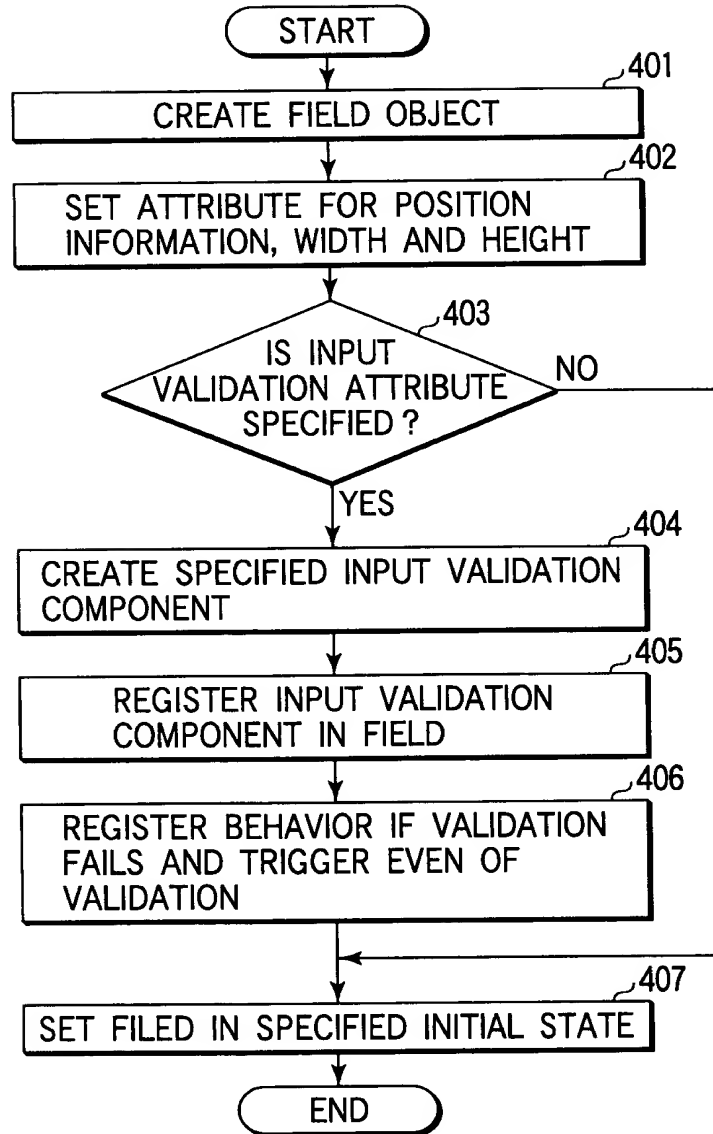 START
401
CREATE FIELD OBJECT
402
SET ATTRIBUTE FOR POSITION
INFORMATION, WIDTH AND HEIGHT
403
IS INPUT
VALIDATION ATTRIBUTE
SPECIFIED?
NO
YES
404
CREATE SPECIFIED INPUT VALIDATION
COMPONENT
405
REGISTER INPUT VALIDATION
COMPONENT IN FIELD
406
REGISTER BEHAVIOR IF VALIDATION
FAILS AND TRIGGER EVEN OF
VALIDATION
407
SET FILED IN SPECIFIED INITIAL STATE
END